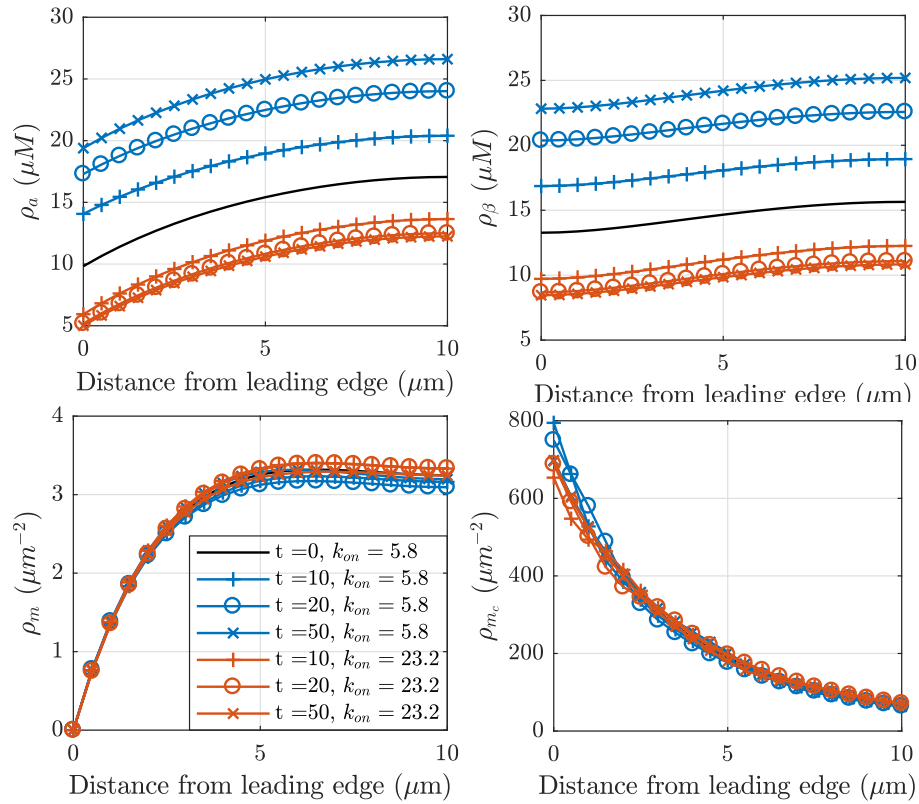 30
25
20
15
10
5
ρ_a (μM)
0 5 10
Distance from leading edge (μm)
30
25
20
15
10
5
ρ_β (μM)
0 5 10
Distance from leading edge (μm)
4
3
2
1
0
ρ_m (μm⁻²)
t =0, k_on = 5.8
t =10, k_on = 5.8
t =20, k_on = 5.8
t =50, k_on = 5.8
t =10, k_on = 23.2
t =20, k_on = 23.2
t =50, k_on = 23.2
0 5 10
Distance from leading edge (μm)
800
600
400
200
0
ρ_{m_c} (μm⁻²)
0 5 10
Distance from leading edge (μm)